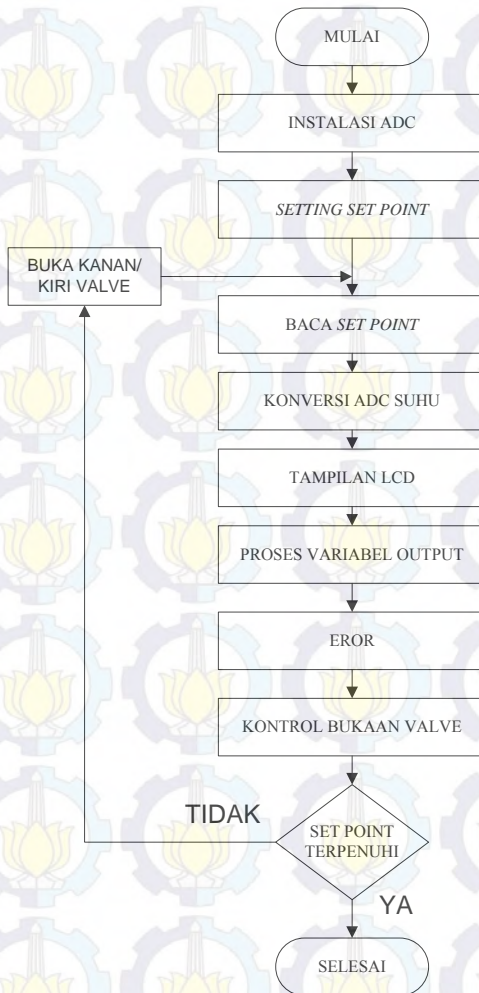 MULAI
INSTALASI ADC
SETTING SET POINT
BUKA KANAN/
KIRI VALVE
BACA SET POINT
KONVERSI ADC SUHU
TAMPILAN LCD
PROSES VARIABEL OUTPUT
EROR
KONTROL BUKAAN VALVE
TIDAK
SET POINT
TERPENUHI
YA
SELESAI